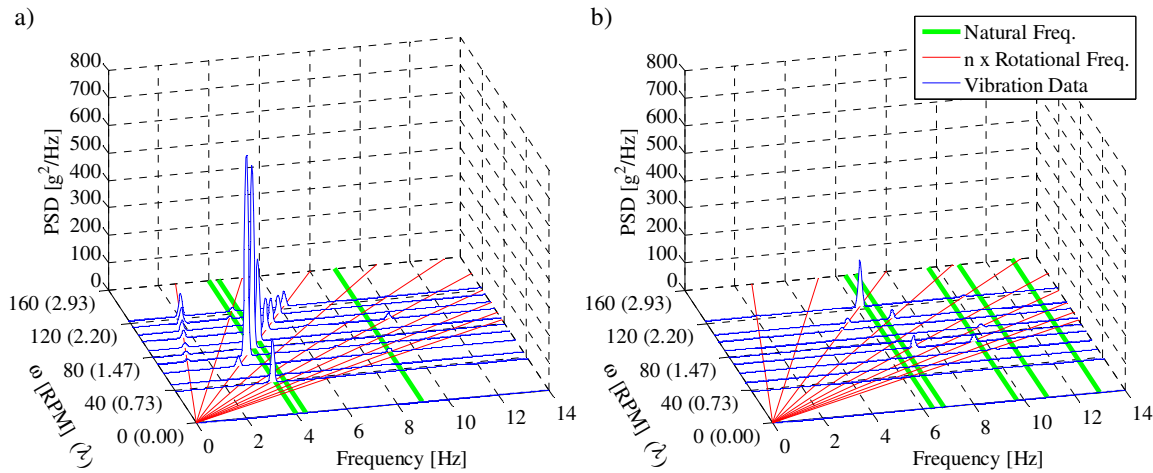 a)
800
700
600
500
400
300
200
100
0
PSD [g²/Hz]
160 (2.93)
120 (2.20)
80 (1.47)
40 (0.73)
0 (0.00)
ω [RPM] (λ)
0 2 4 6 8 10 12 14
Frequency [Hz]
b)
Natural Freq.
n x Rotational Freq.
Vibration Data
800
700
600
500
400
300
200
100
0
PSD [g²/Hz]
160 (2.93)
120 (2.20)
80 (1.47)
40 (0.73)
0 (0.00)
ω [RPM] (λ)
0 2 4 6 8 10 12 14
Frequency [Hz]